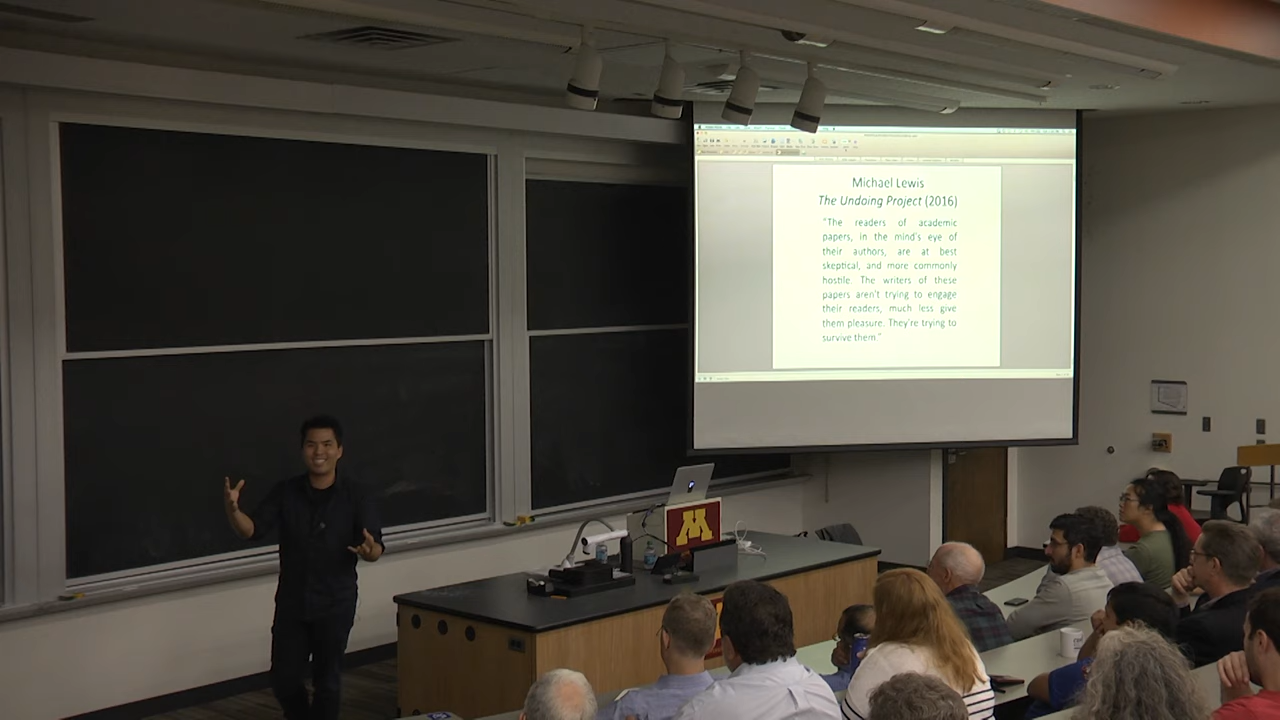 Michael Lewis
The Undoing Project (2016)
"The readers of academic
papers, in the mind's eye of
their authors, are at best
skeptical, and more commonly
hostile. The writers of these
papers aren't trying to engage
their readers, much less give
them pleasure. They're trying to
survive them."
M